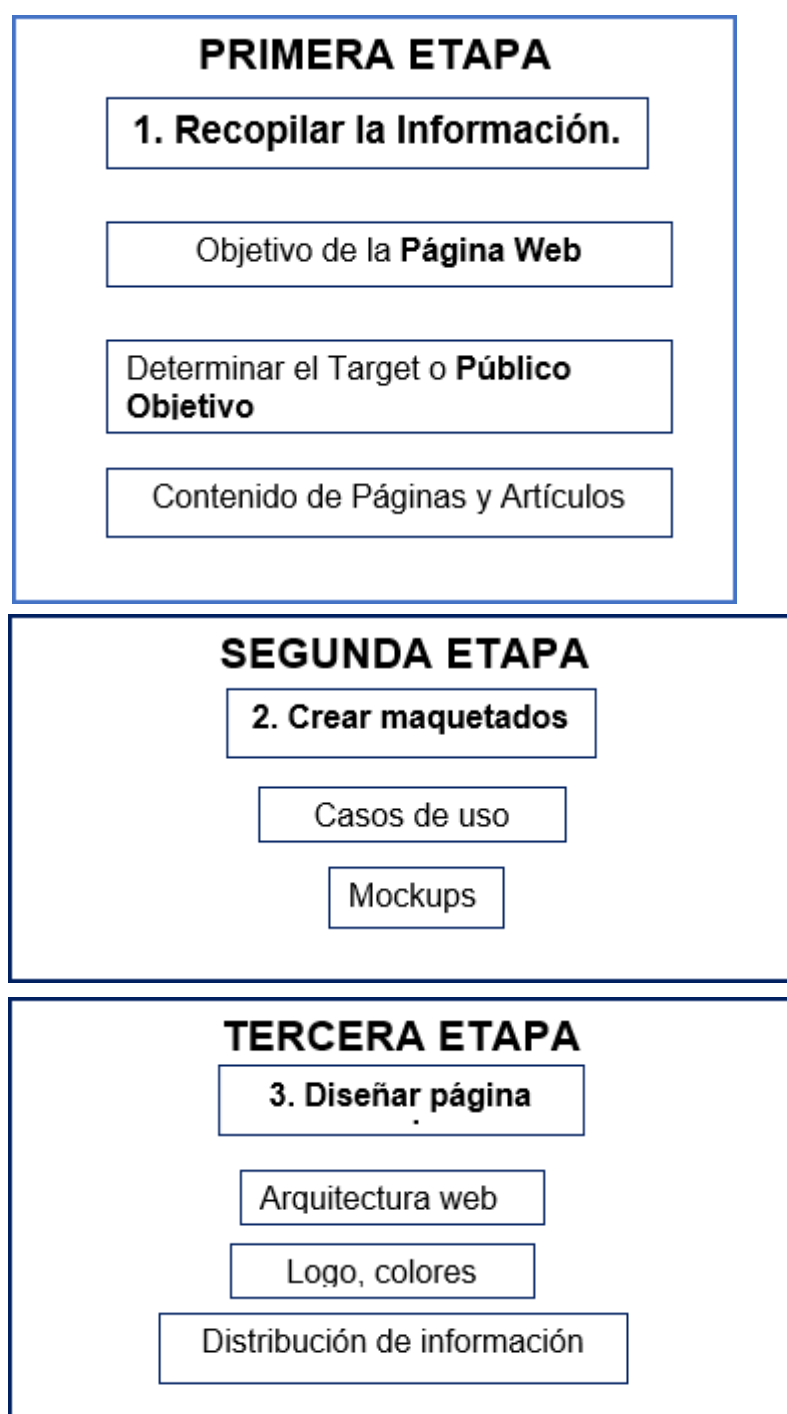 PRIMERA ETAPA
1. Recopilar la Información.
Objetivo de la Página Web
Determinar el Target o Público
Objetivo
Contenido de Páginas y Artículos
SEGUNDA ETAPA
2. Crear maquetados
Casos de uso
Mockups
TERCERA ETAPA
3. Diseñar página
Arquitectura web
Logo, colores
Distribución de información